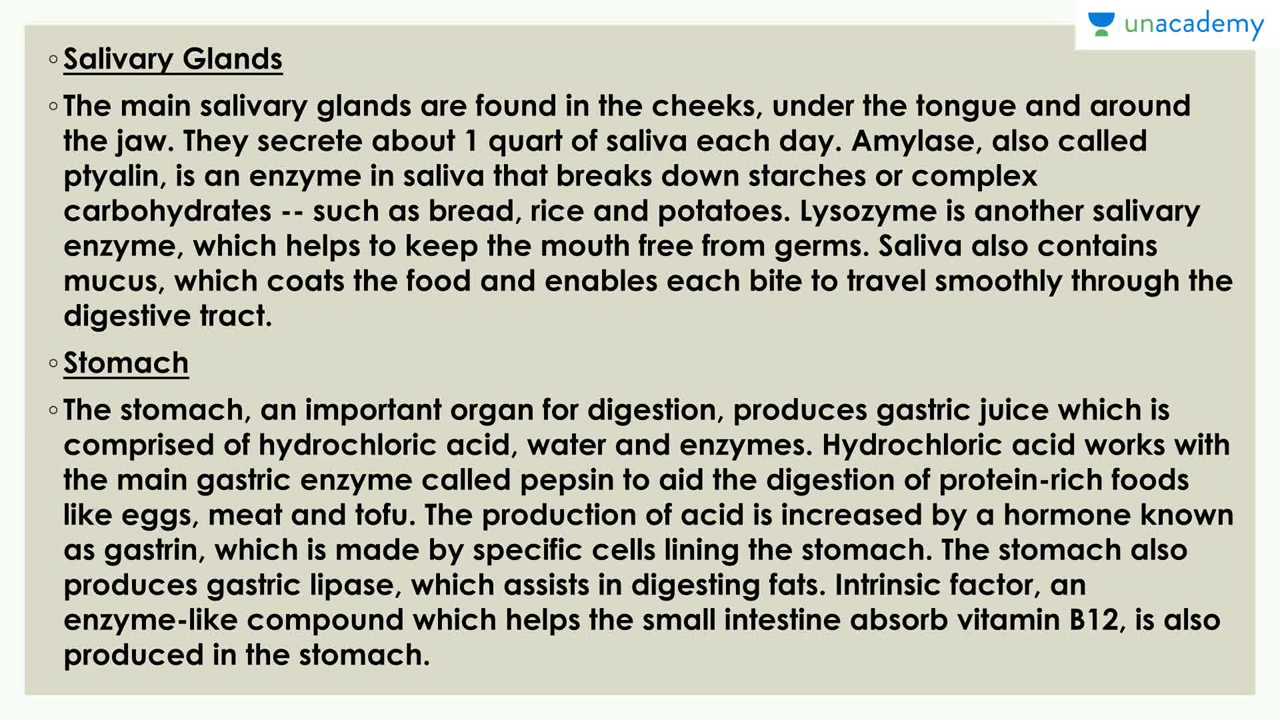 unacademy
◦ Salivary Glands
◦ The main salivary glands are found in the cheeks, under the tongue and around
the jaw. They secrete about 1 quart of saliva each day. Amylase, also called
ptyalin, is an enzyme in saliva that breaks down starches or complex
carbohydrates -- such as bread, rice and potatoes. Lysozyme is another salivary
enzyme, which helps to keep the mouth free from germs. Saliva also contains
mucus, which coats the food and enables each bite to travel smoothly through the
digestive tract.
◦ Stomach
◦ The stomach, an important organ for digestion, produces gastric juice which is
comprised of hydrochloric acid, water and enzymes. Hydrochloric acid works with
the main gastric enzyme called pepsin to aid the digestion of protein-rich foods
like eggs, meat and tofu. The production of acid is increased by a hormone known
as gastrin, which is made by specific cells lining the stomach. The stomach also
produces gastric lipase, which assists in digesting fats. Intrinsic factor, an
enzyme-like compound which helps the small intestine absorb vitamin B12, is also
produced in the stomach.